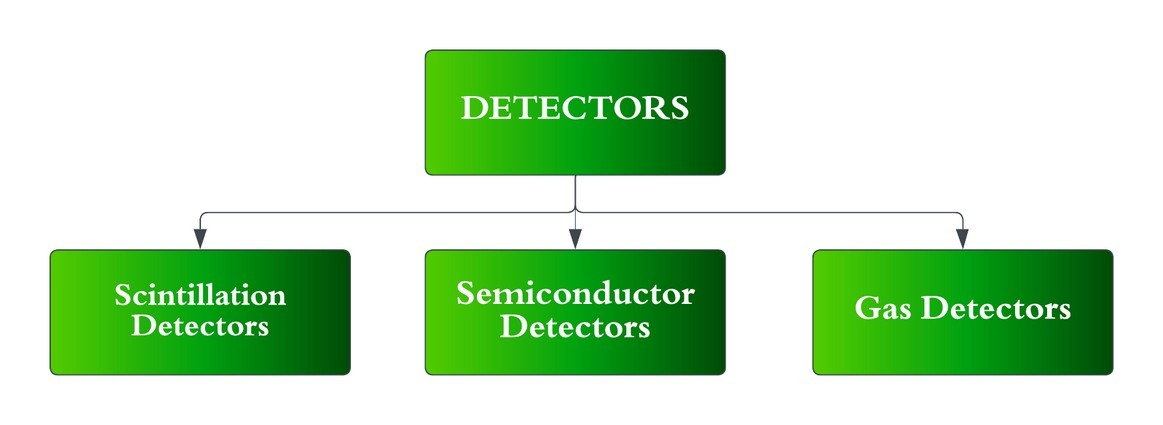 DETECTORS
Scintillation
Detectors
Semiconductor
Detectors
Gas Detectors